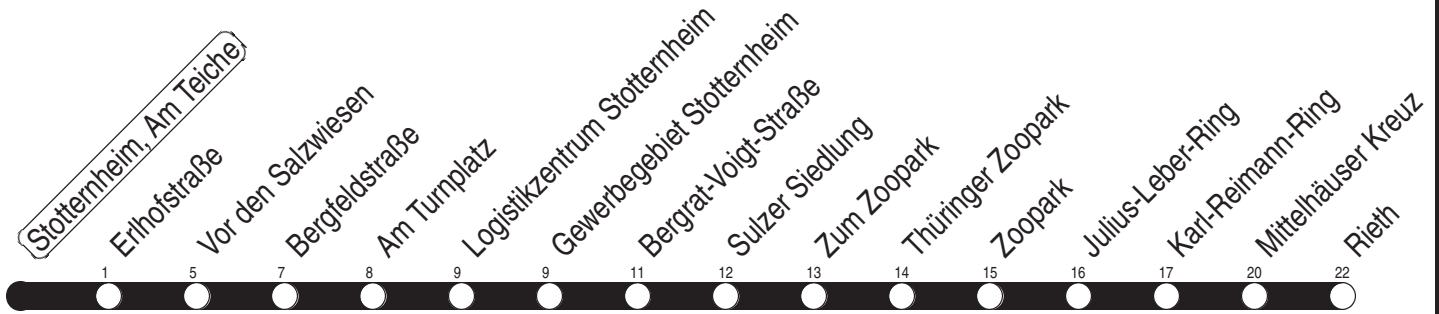 Stotternheim, Am Teiche
Erlhofstraße
Vor den Salzwiesen
Bergfeldstraße
Am Turnplatz
Logistikzentrum Stotternheim
Gewerbegebiet Stotternheim
Bergrat-Voigt-Straße
Sulzer Siedlung
Zum Zoopark
Thüringer Zoopark
Zoopark
Julius-Leber-Ring
Karl-Reimann-Ring
Mittelhäuser Kreuz
Rieth
1 5 7 8 9 9 11 12 13 14 15 16 17 20 22